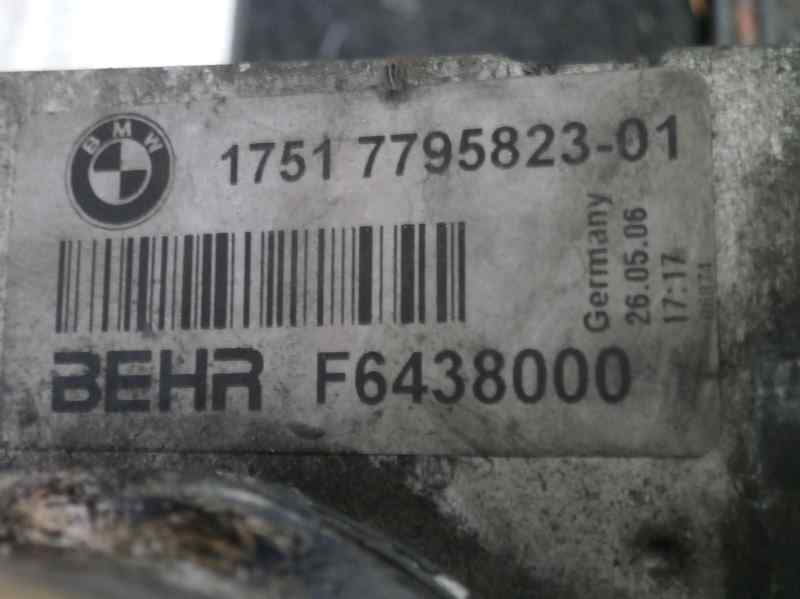 BMW
1751 7795823-01
Germany
26.05.06
17:17
BEHR F6438000